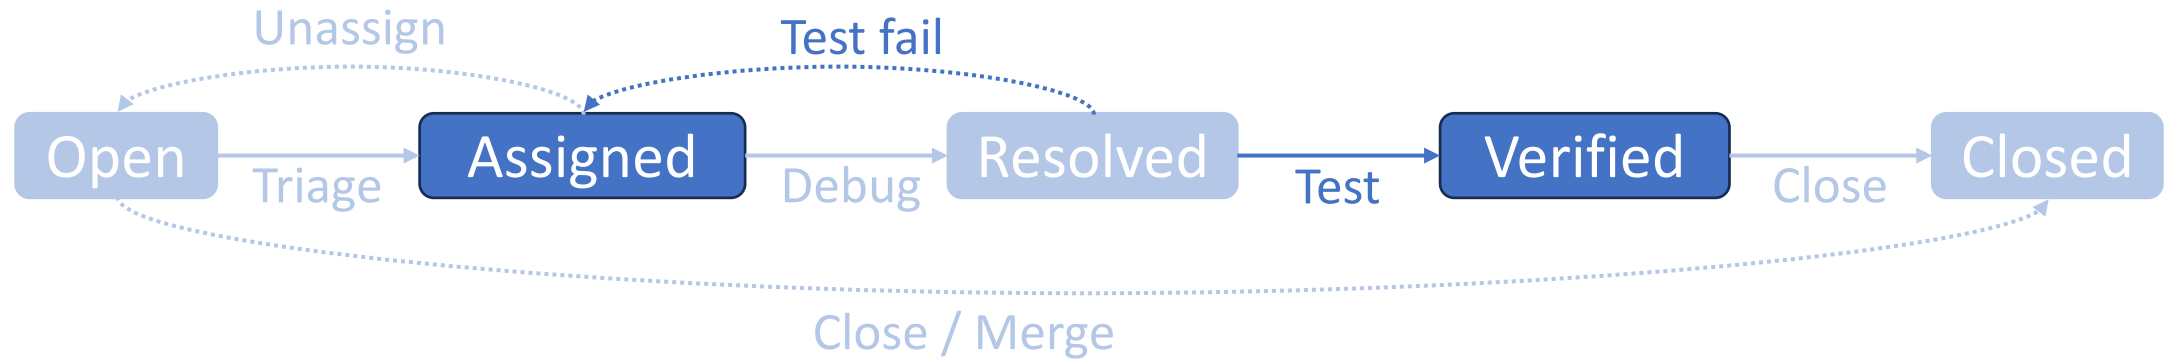 Unassign
Test fail
Open
Triage
Assigned
Debug
Resolved
Test
Verified
Close
Closed
Close / Merge